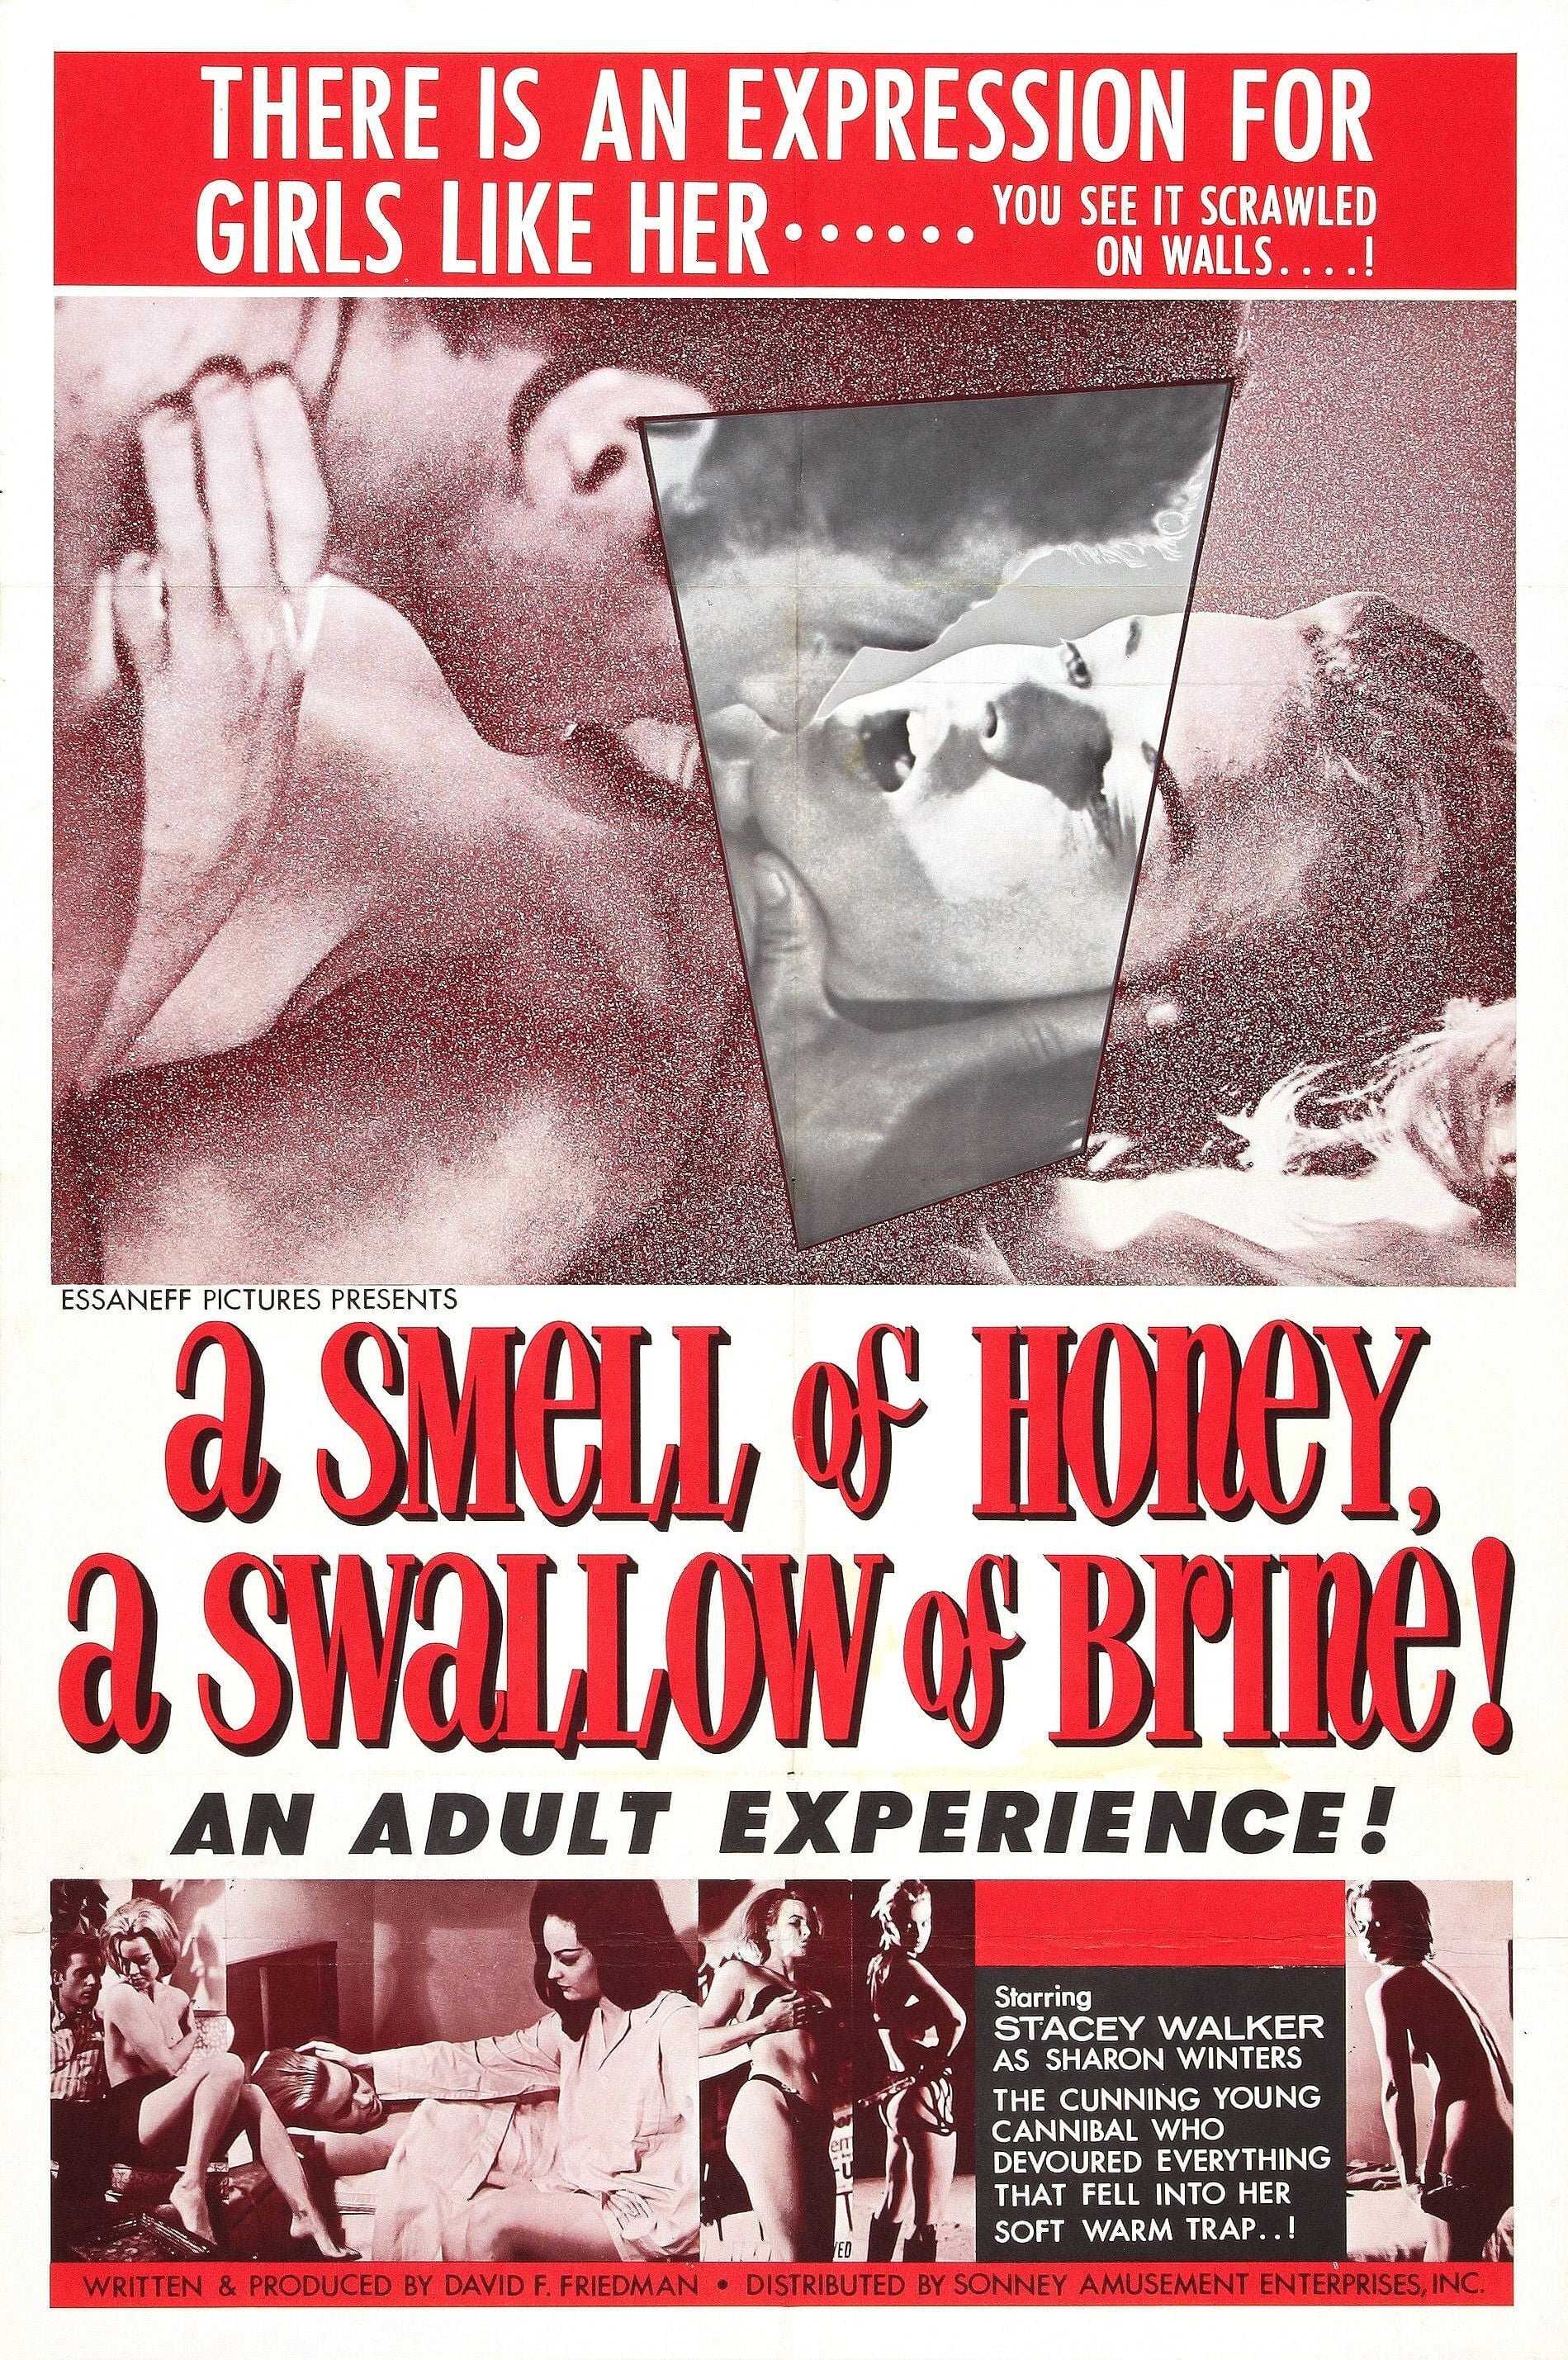 THERE IS AN EXPRESSION FOR
GIRLS LIKE HER......
YOU SEE IT SCRAWLED
ON WALLS....!
ESSANEFF PICTURES PRESENTS
a SMeLL of HOneY,
a SWaLLOW of BrIne!
AN ADULT EXPERIENCE!
Starring
STACEY WALKER
AS SHARON WINTERS
THE CUNNING YOUNG
CANNIBAL WHO
DEVOURED EVERYTHING
THAT FELL INTO HER
SOFT WARM TRAP..!
WRITTEN & PRODUCED BY DAVID F. FRIEDMAN • DISTRIBUTED BY SONNEY AMUSEMENT ENTERPRISES, INC.